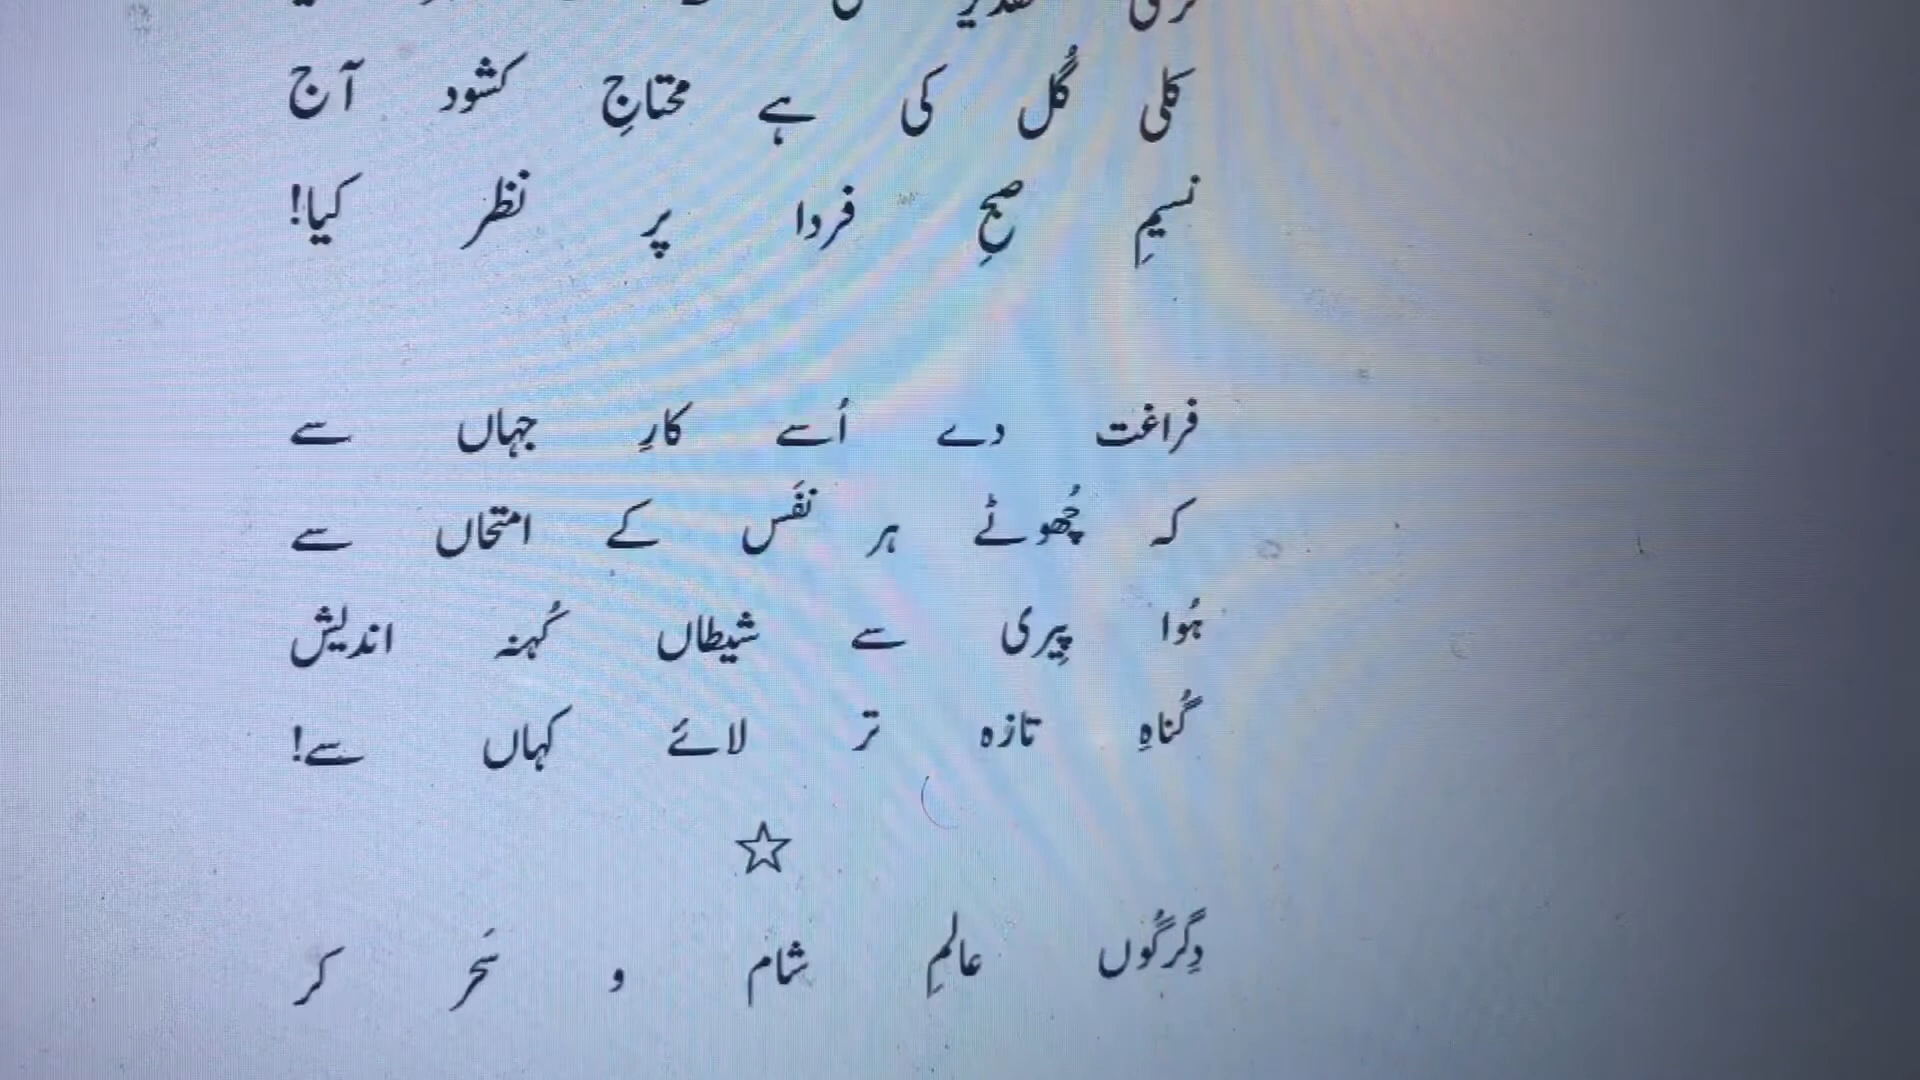 کلی گُل کی ہے محتاجِ کشود آج
نسیمِ صبحِ فردا پر نظر کیا!
فراغت دے اُسے کارِ جہاں سے
کہ چُھوٹے ہر نفَس کے امتحاں سے
ہُوا پِیری سے شیطاں کُہنہ اندیش
گُناہِ تازہ تر لائے کہاں سے!
☆
دِگرگُوں عالمِ شام و سَحر کر